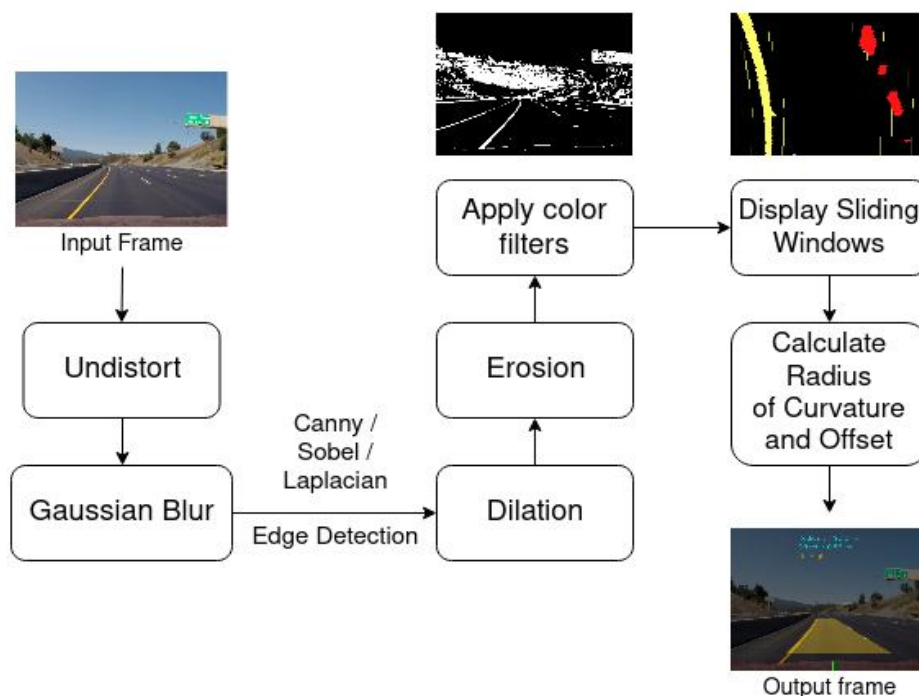 Input Frame
Undistort
Gaussian Blur
Canny /
Sobel /
Laplacian
Edge Detection
Dilation
Erosion
Apply color
filters
Display Sliding
Windows
Calculate
Radius
of Curvature
and Offset
Output frame